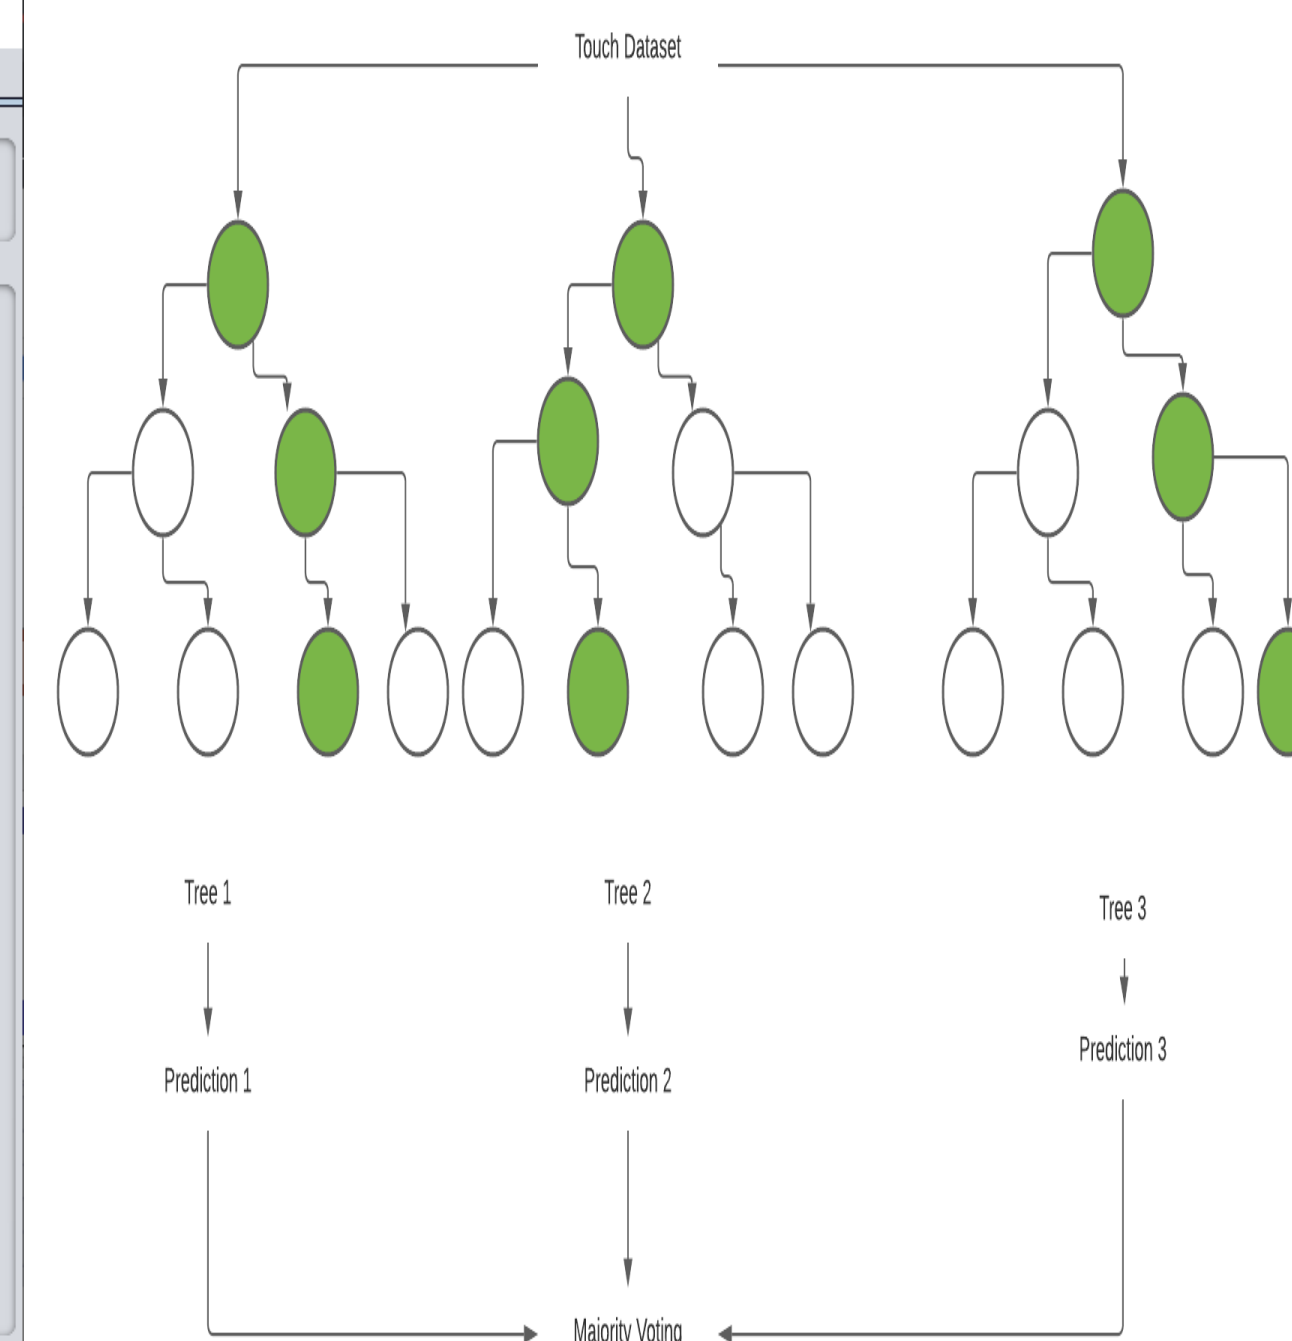 Touch Dataset
Tree 1
Tree 2
Tree 3
Prediction 1
Prediction 2
Prediction 3
Majority Voting